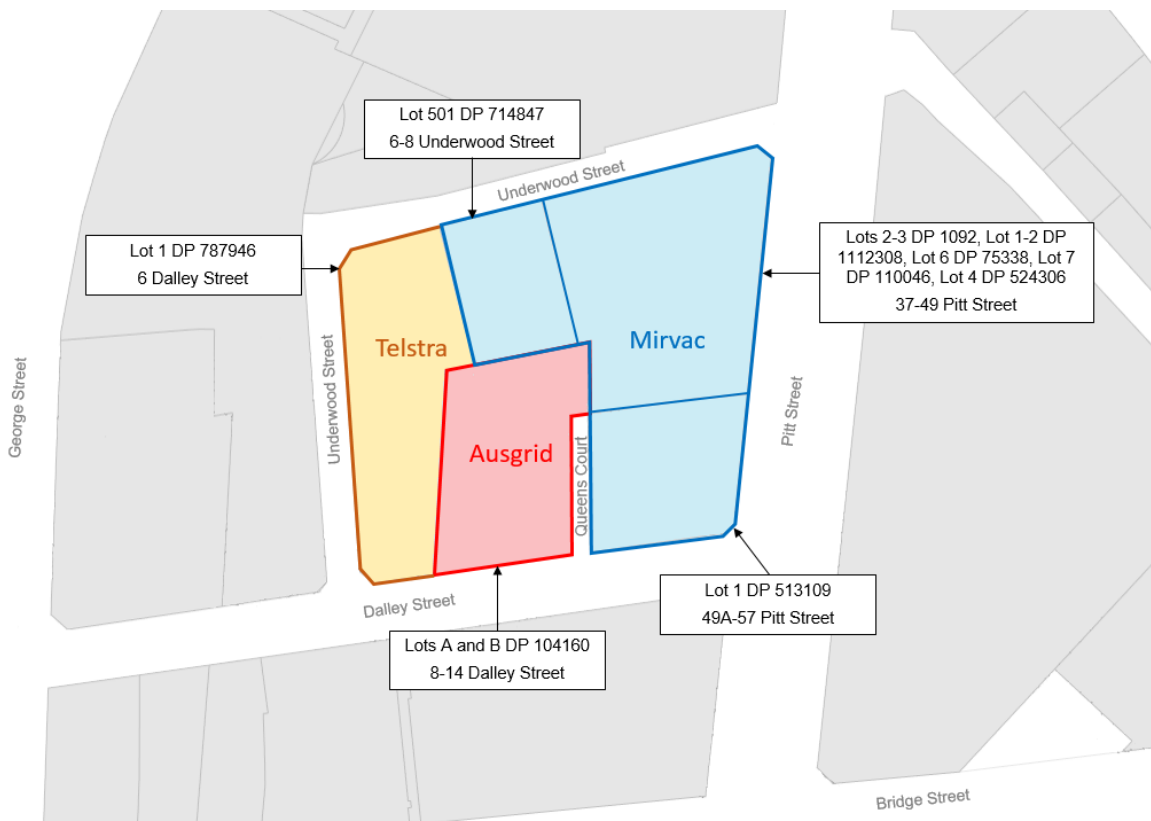 Lot 501 DP 714847
6-8 Underwood Street
Underwood Street
Lot 1 DP 787946
6 Dalley Street
Lots 2-3 DP 1092, Lot 1-2 DP
1112308, Lot 6 DP 75338, Lot 7
DP 110046, Lot 4 DP 524306
37-49 Pitt Street
Telstra
Mirvac
George Street
Underwood Street
Pitt Street
Ausgrid
Queens Court
Dalley Street
Lot 1 DP 513109
49A-57 Pitt Street
Lots A and B DP 104160
8-14 Dalley Street
Bridge Street